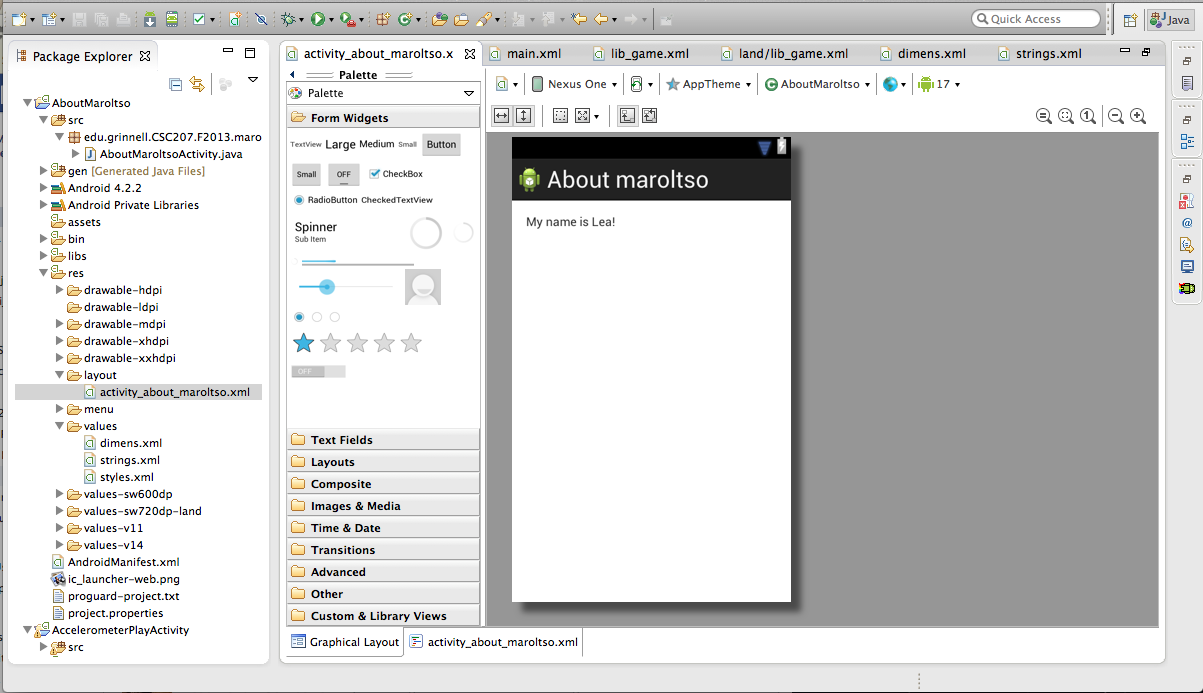 Quick Access
Java
Package Explorer
AboutMaroltso
src
edu.grinnell.CSC207.F2013.maro
AboutMaroltsoActivity.java
gen [Generated Java Files]
Android 4.2.2
Android Private Libraries
assets
bin
libs
res
drawable-hdpi
drawable-ldpi
drawable-mdpi
drawable-xhdpi
drawable-xxhdpi
layout
activity_about_maroltso.xml
menu
values
dimens.xml
strings.xml
styles.xml
values-sw600dp
values-sw720dp-land
values-v11
values-v14
AndroidManifest.xml
ic_launcher-web.png
proguard-project.txt
project.properties
AccelerometerPlayActivity
src
activity_about_maroltso.x main.xml lib_game.xml land/lib_game.xml dimens.xml strings.xml
Palette
Palette
Form Widgets
TextView Large Medium Small Button
Small OFF CheckBox
RadioButton CheckedTextView
Spinner
Sub Item
OFF
Text Fields
Layouts
Composite
Images & Media
Time & Date
Transitions
Advanced
Other
Custom & Library Views
Nexus One AppTheme AboutMaroltso 17
1
About maroltso
My name is Lea!
Graphical Layout activity_about_maroltso.xml